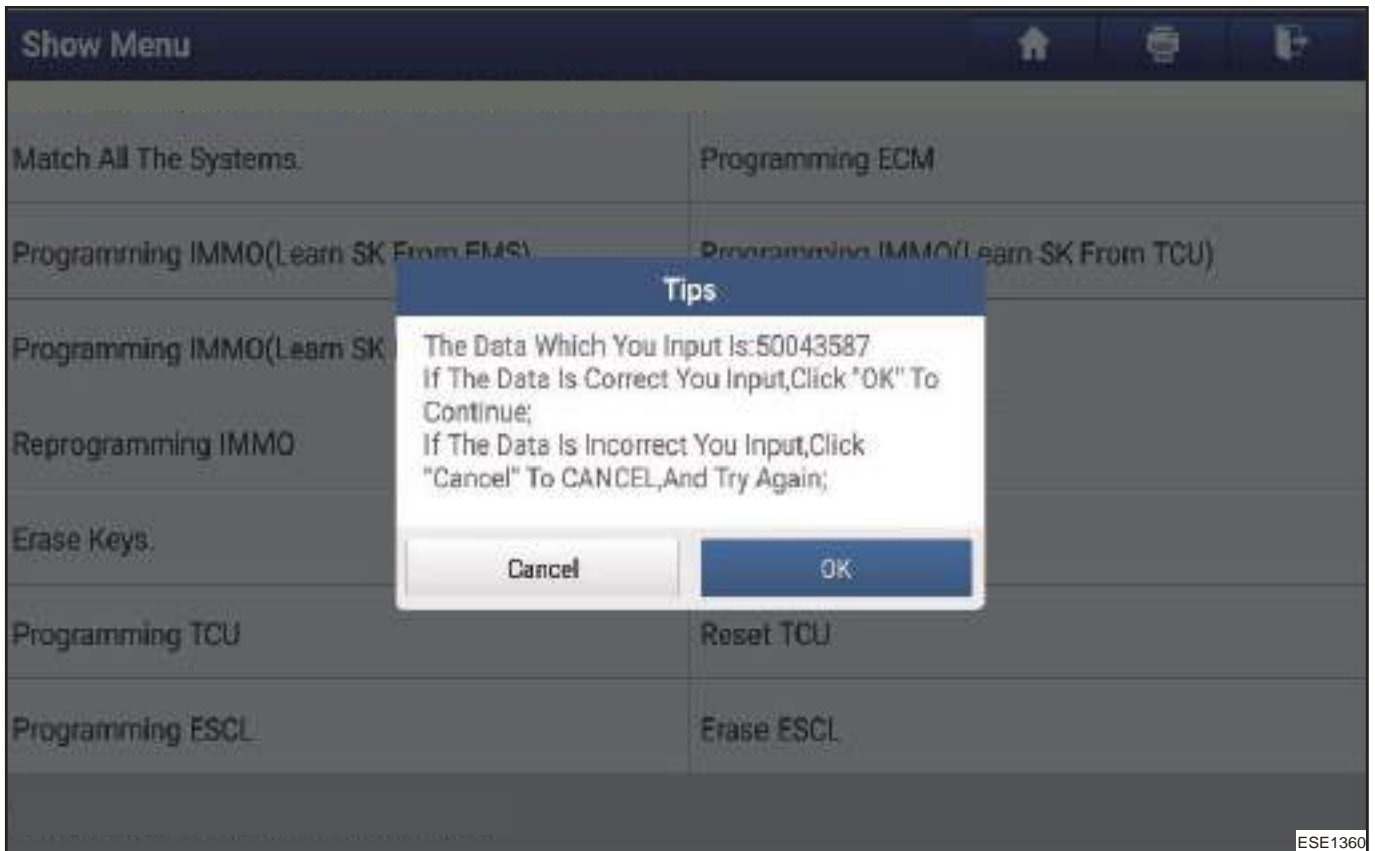 Show Menu
Match All The Systems.
Programming ECM
Programming IMMO(Learn SK From EMS)
Programming IMMO(Learn SK From TCU)
Tips
The Data Which You Input Is:50043587
If The Data Is Correct You Input,Click "OK" To
Continue;
If The Data Is Incorrect You Input,Click
"Cancel" To CANCEL,And Try Again;
Programming IMMO(Learn SK
Reprogramming IMMO
Erase Keys.
Cancel
OK
Programming TCU
Reset TCU
Programming ESCL
Erase ESCL
ESE1360